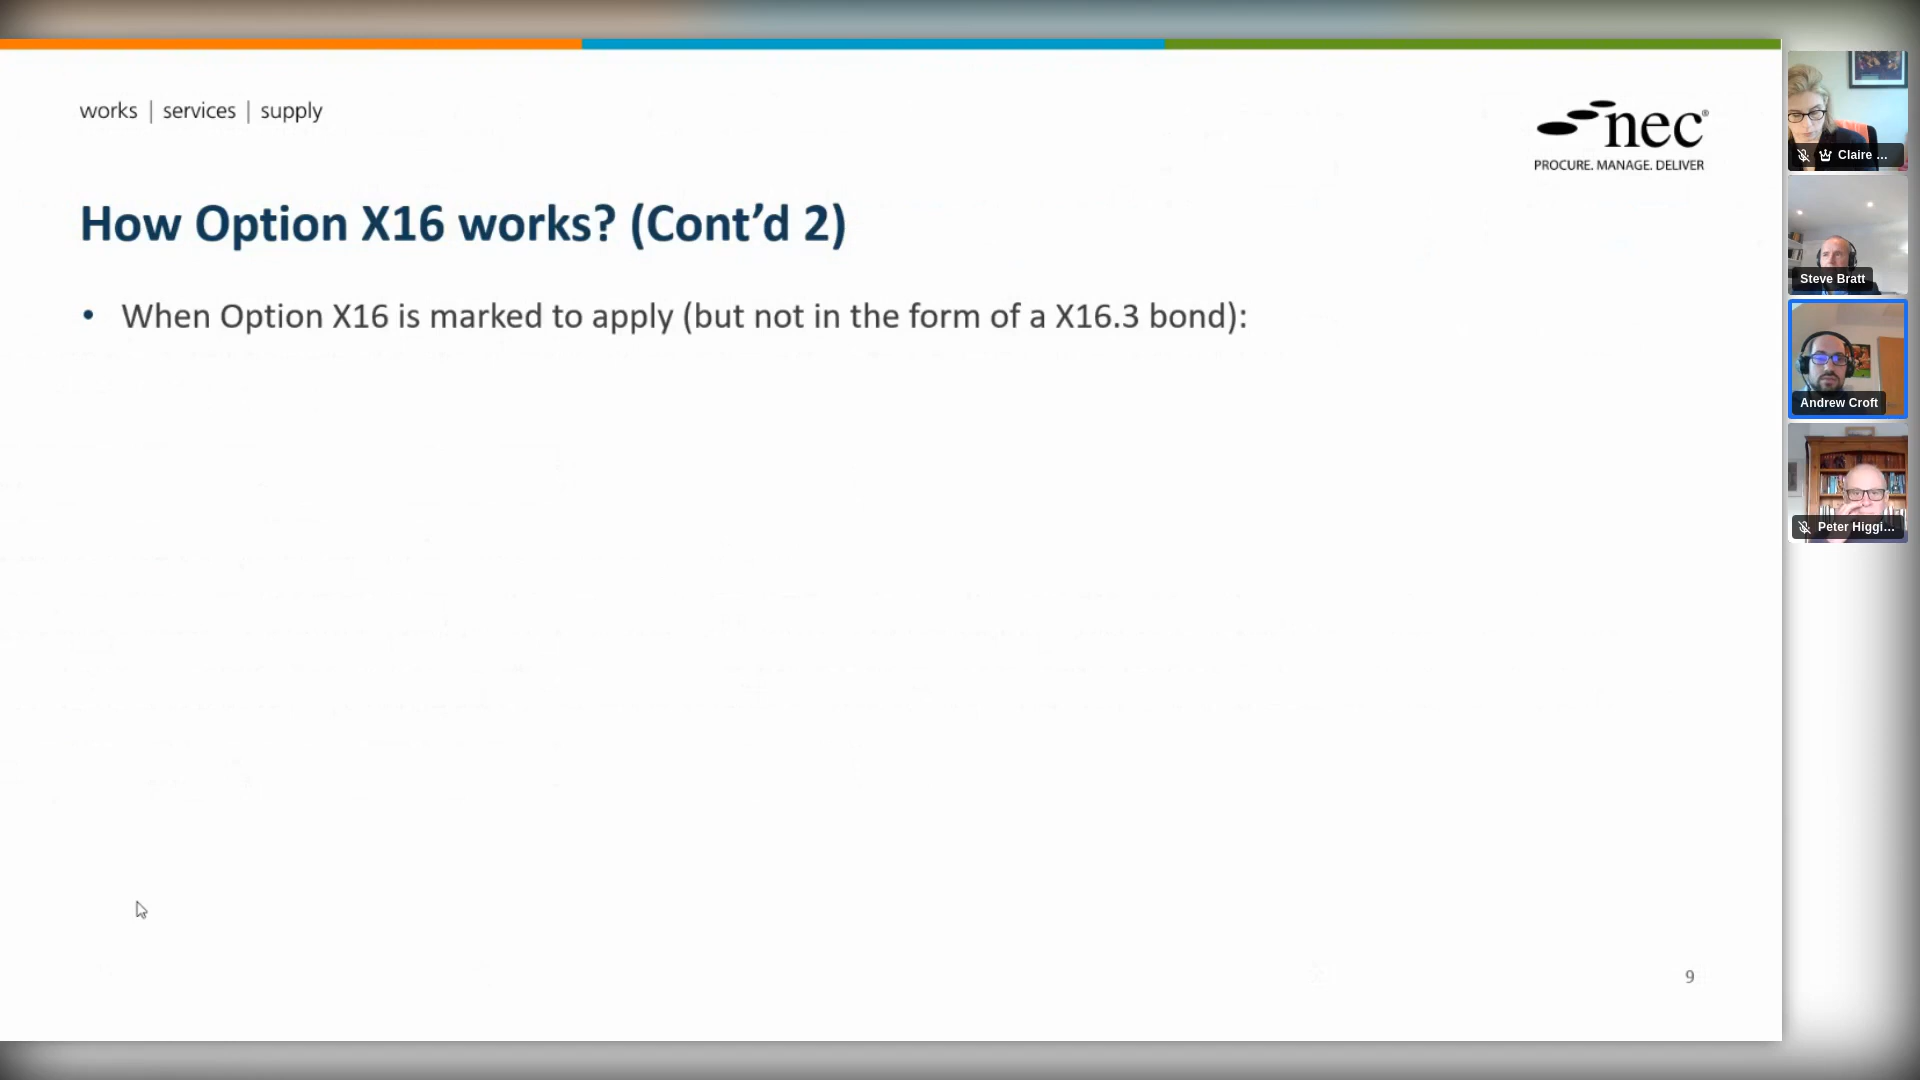 works | services | supply
nec®
PROCURE. MANAGE. DELIVER
How Option X16 works? (Cont’d 2)
• When Option X16 is marked to apply (but not in the form of a X16.3 bond):
9
Claire ...
Steve Bratt
Andrew Croft
Peter Higgi...